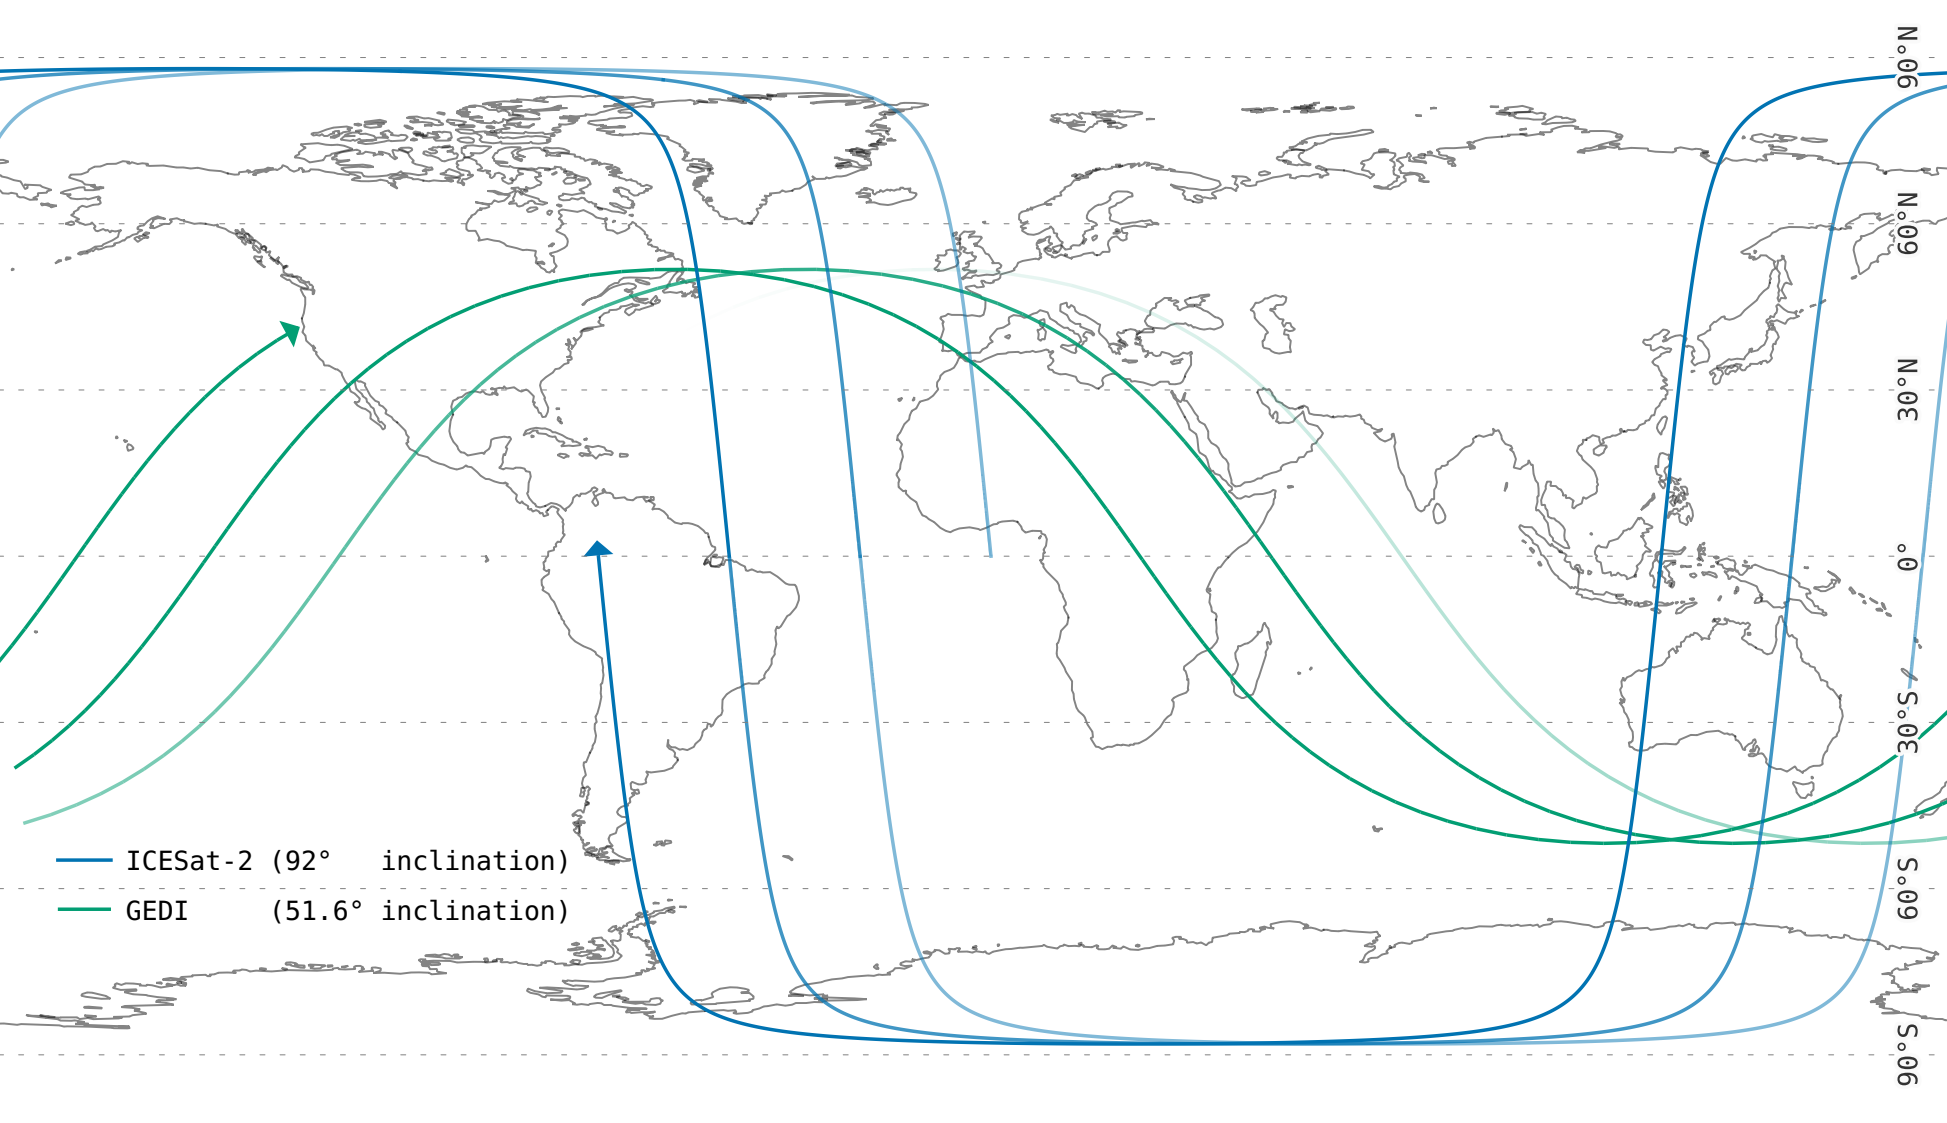 90°N
60°N
30°N
0°
30°S
60°S
90°S
ICESat-2 (92°   inclination)
GEDI     (51.6° inclination)